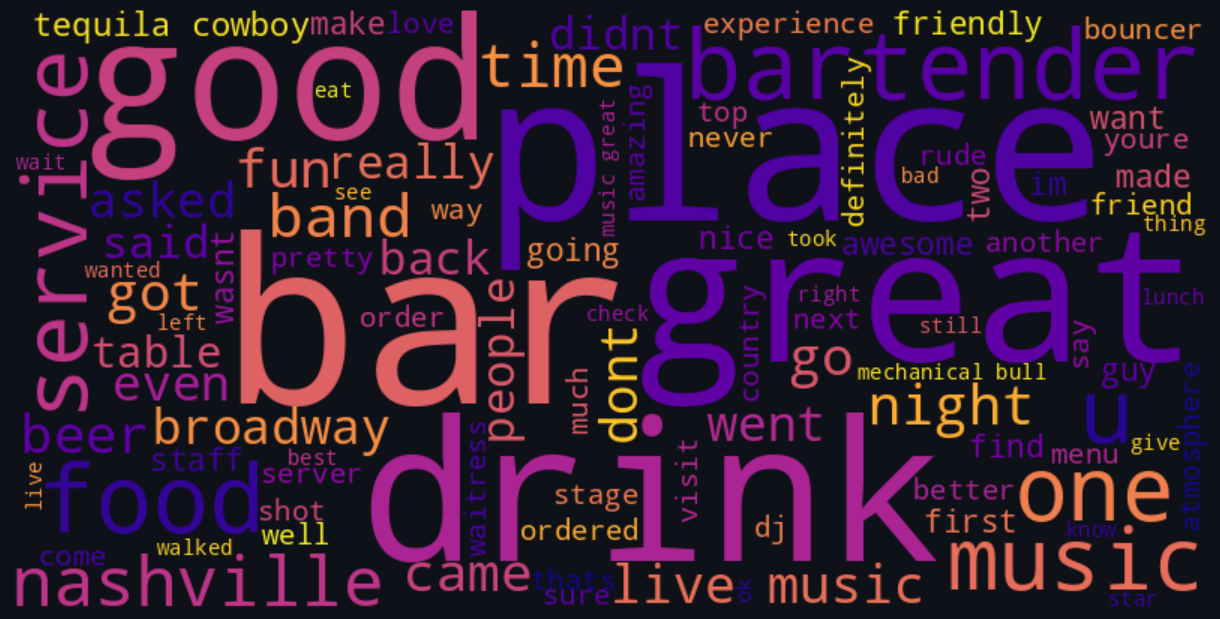 tequila cowboy
make
love
didnt
experience
friendly
bouncer
service
good
eat
time
bartender
place
music great
amazing
top
never
definitely
want
youre
wait
fun
really
rude
bad
two
im
made
asked
see
band
way
friend
thing
said
wasnt
pretty
back
going
nice
took
awesome
another
wanted
got
left
bar
order
people
check
great
country
right
next
still
lunch
say
table
even
much
dont
go
mechanical bull
guy
beer
broadway
drink
went
night
u
atmosphere
staff
best
server
waitress
visit
find
menu
give
live
food
shot
well
stage
ordered
dj
better
one
first
know
come
walked
nashville
came
thats
sure
live music
ok
music
star